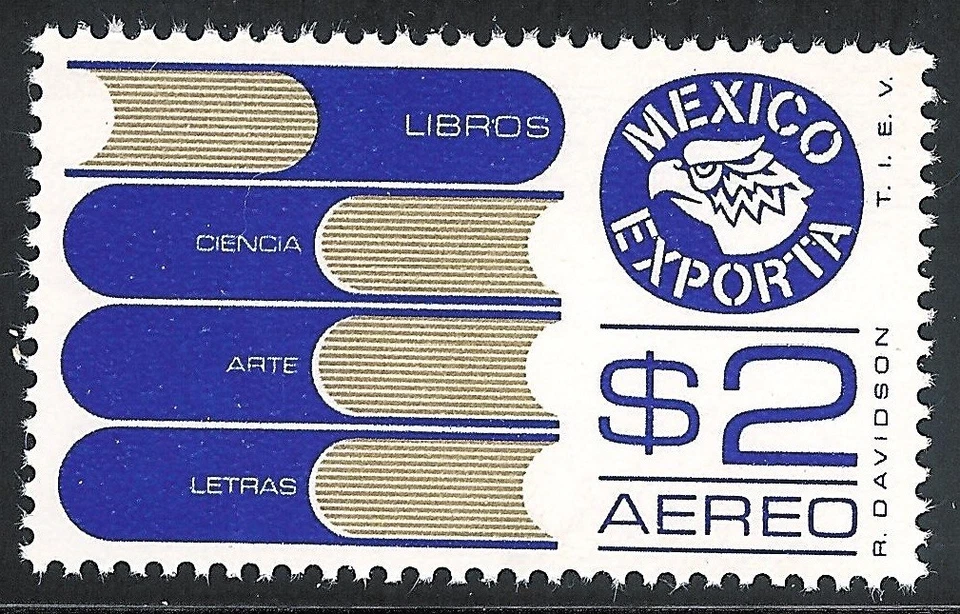 LIBROS
CIENCIA
ARTE
LETRAS
MEXICO
EXPORTA
$2
AEREO
R. DAVIDSON
T. I. E. V.